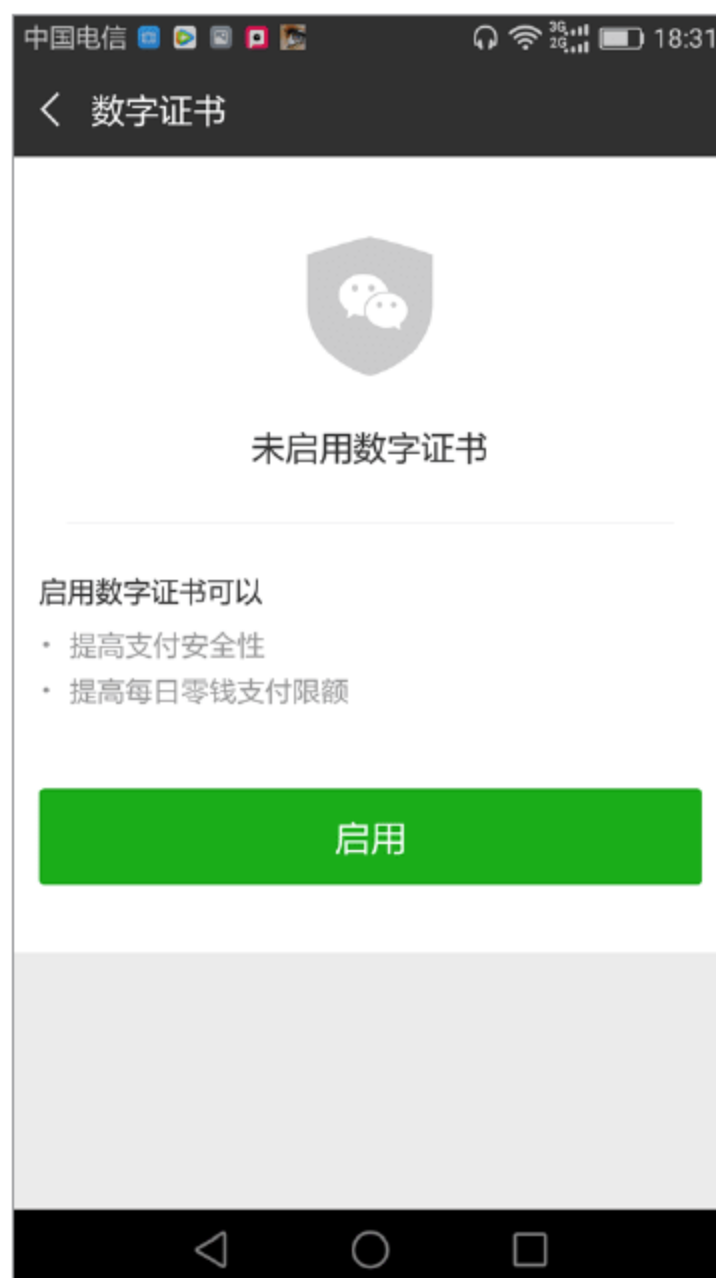 中国电信 3G 2G 18:31
数字证书
未启用数字证书
启用数字证书可以
· 提高支付安全性
· 提高每日零钱支付限额
启用